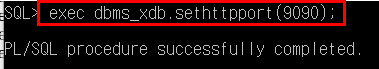 SQL> exec dbms_xdb.sethttpport(9090);
PL/SQL procedure successfully completed.